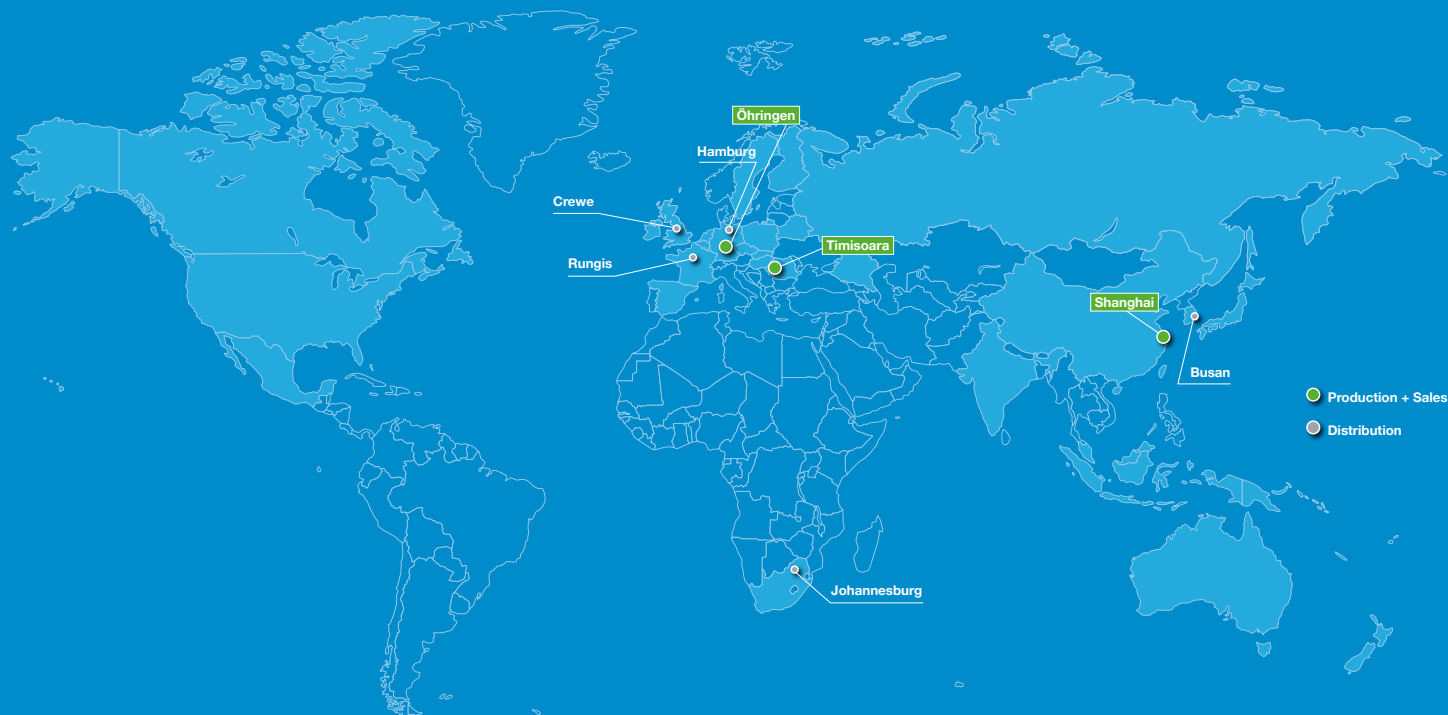 Öhringen
Hamburg
Crewe
Timisoara
Rungis
Shanghai
Busan
Production + Sales
Distribution
Johannesburg